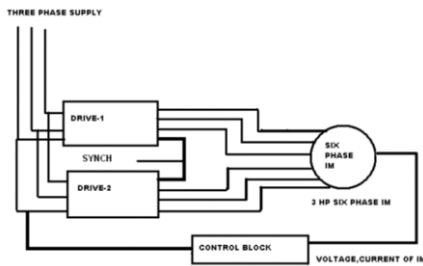 THREE PHASE SUPPLY
DRIVE-1
SYNCH
DRIVE-2
SIX
PHASE
IM
3 HP SIX PHASE IM
CONTROL BLOCK
VOLTAGE,CURRENT OF IM